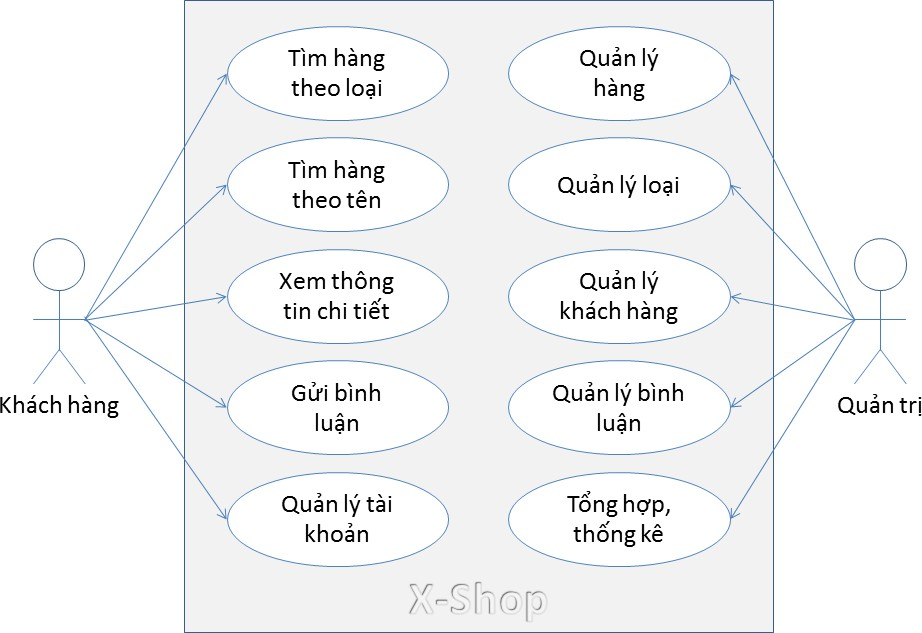 Tìm hàng
theo loại
Quản lý
hàng
Tìm hàng
theo tên
Quản lý loại
Xem thông
tin chi tiết
Quản lý
khách hàng
Khách hàng
Gửi bình
luận
Quản lý bình
luận
Quản trị
Quản lý tài
khoản
Tổng hợp,
thống kê
X-Shop